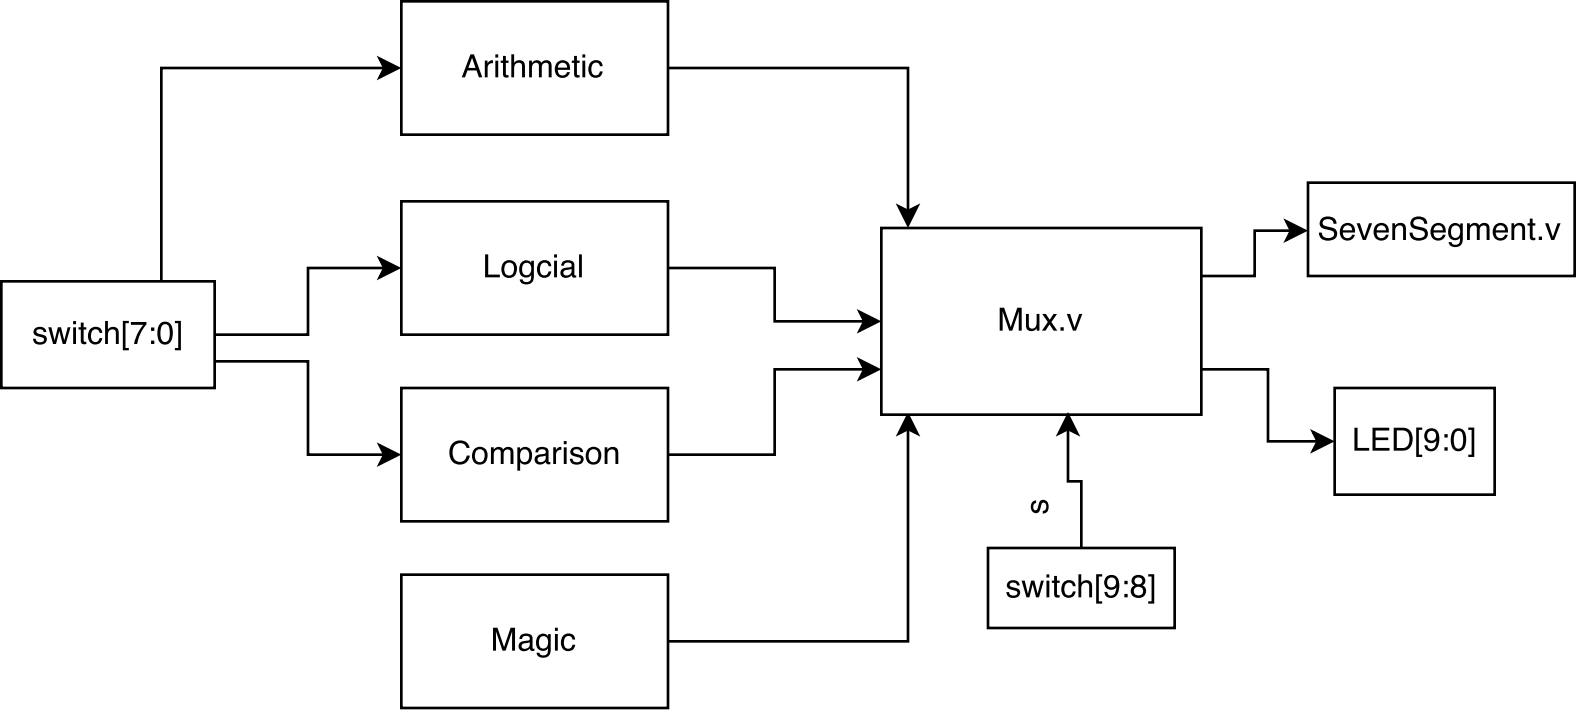 Arithmetic
Logcial
SevenSegment.v
switch[7:0]
Mux.v
Comparison
LED[9:0]
s
switch[9:8]
Magic